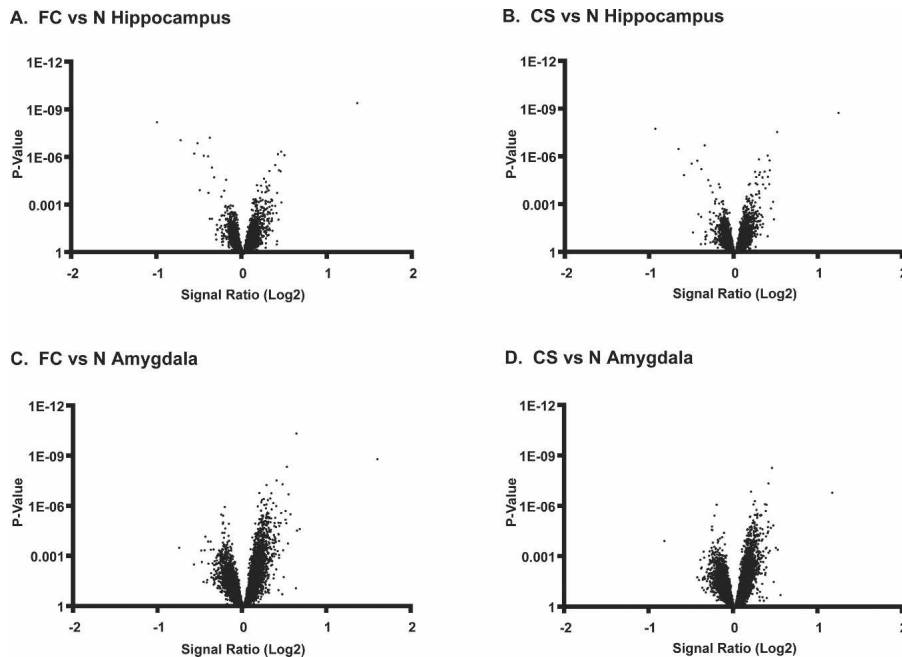 A. FC vs N Hippocampus
1E-12
1E-09
1E-06
0.001
1
P-Value
-2 -1 0 1 2
Signal Ratio (Log2)
B. CS vs N Hippocampus
1E-12
1E-09
1E-06
0.001
1
P-Value
-2 -1 0 1 2
Signal Ratio (Log2)
C. FC vs N Amygdala
1E-12
1E-09
1E-06
0.001
1
P-Value
-2 -1 0 1 2
Signal Ratio (Log2)
D. CS vs N Amygdala
1E-12
1E-09
1E-06
0.001
1
P-Value
-2 -1 0 1 2
Signal Ratio (Log2)